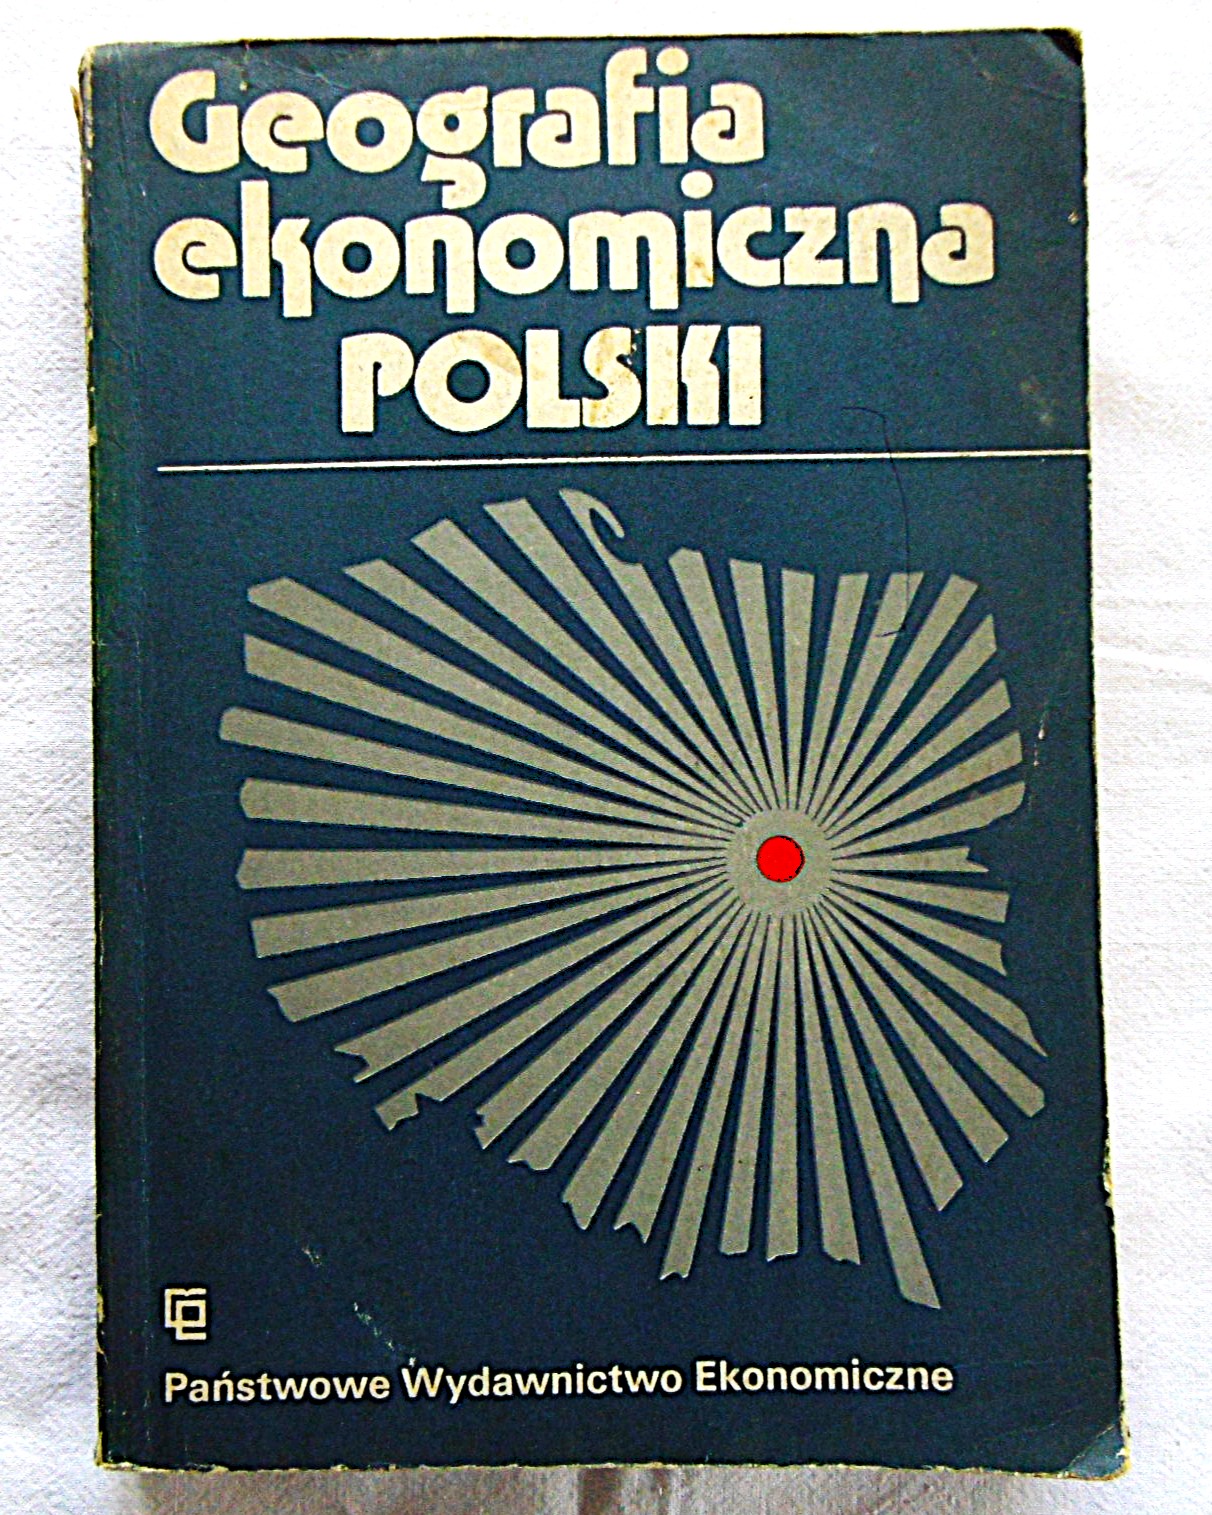 Geografia
ekonomiczna
POLSKI
Państwowe Wydawnictwo Ekonomiczne